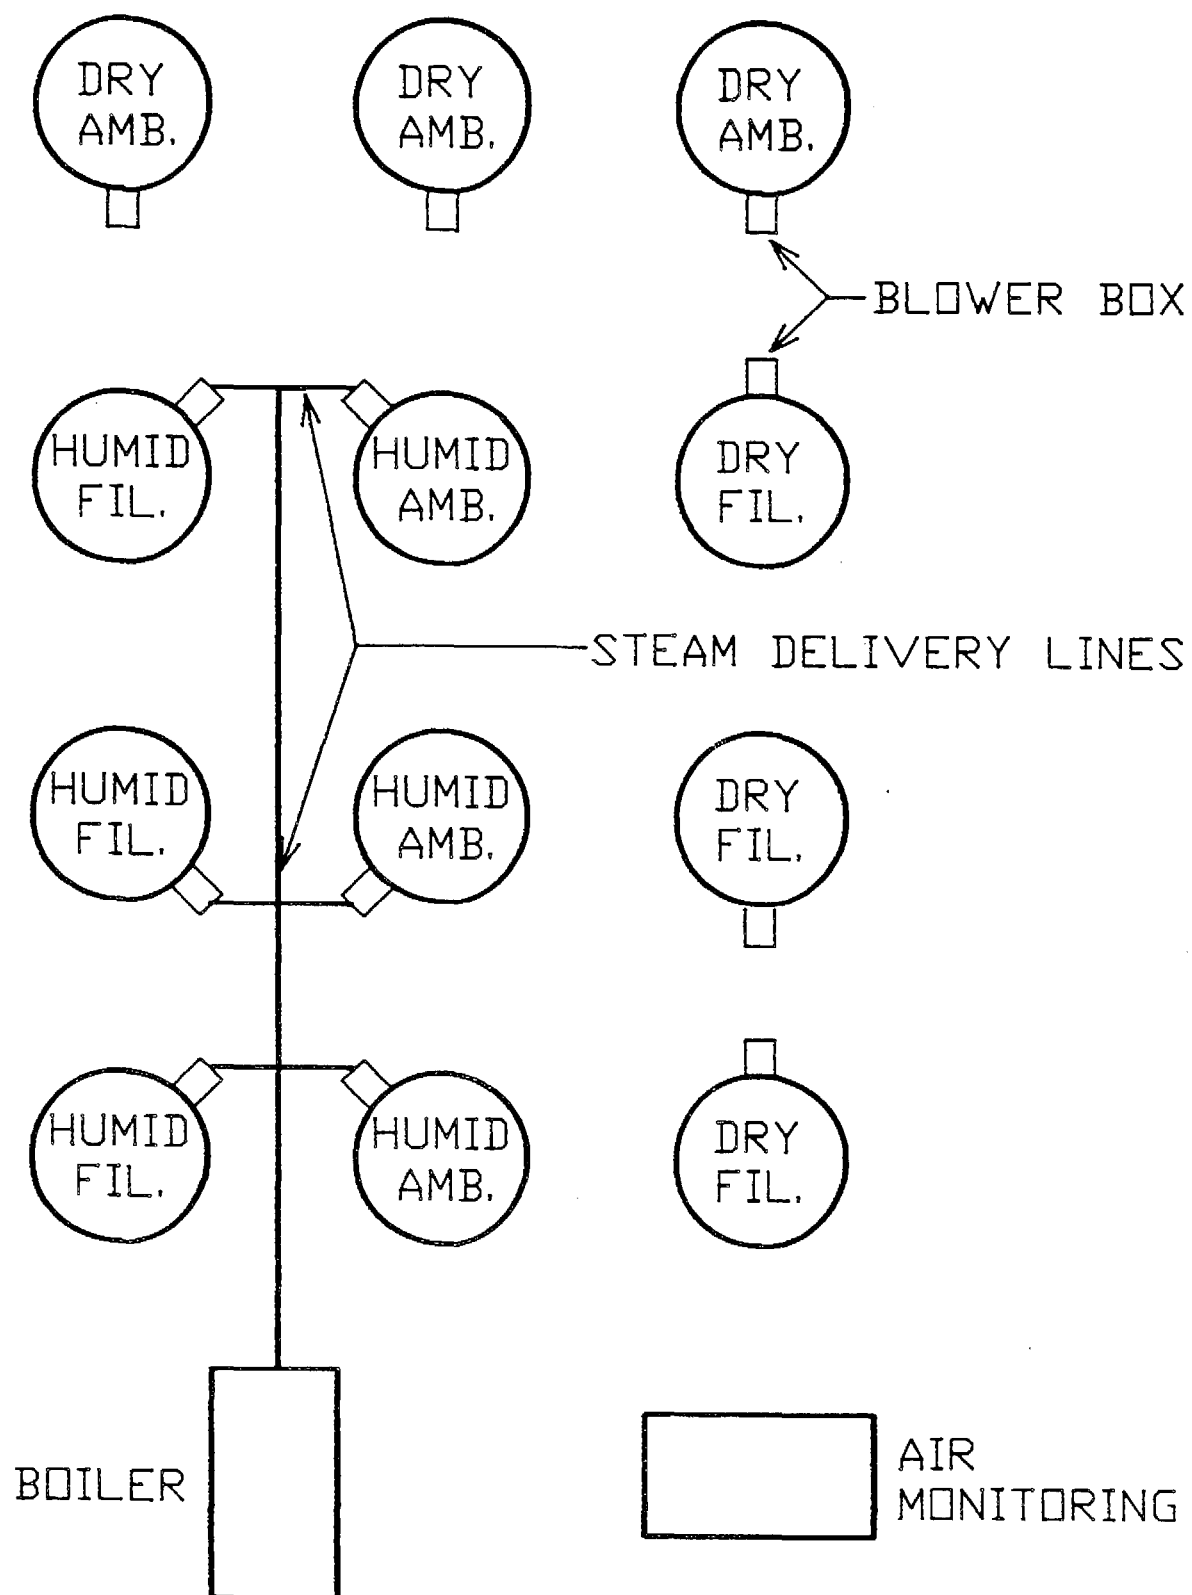 DRY
AMB.
DRY
AMB.
DRY
AMB.
BLOWER BOX
HUMID
FIL.
HUMID
AMB.
DRY
FIL.
STEAM DELIVERY LINES
HUMID
FIL.
HUMID
AMB.
DRY
FIL.
HUMID
FIL.
HUMID
AMB.
DRY
FIL.
BOILER
AIR
MONITORING